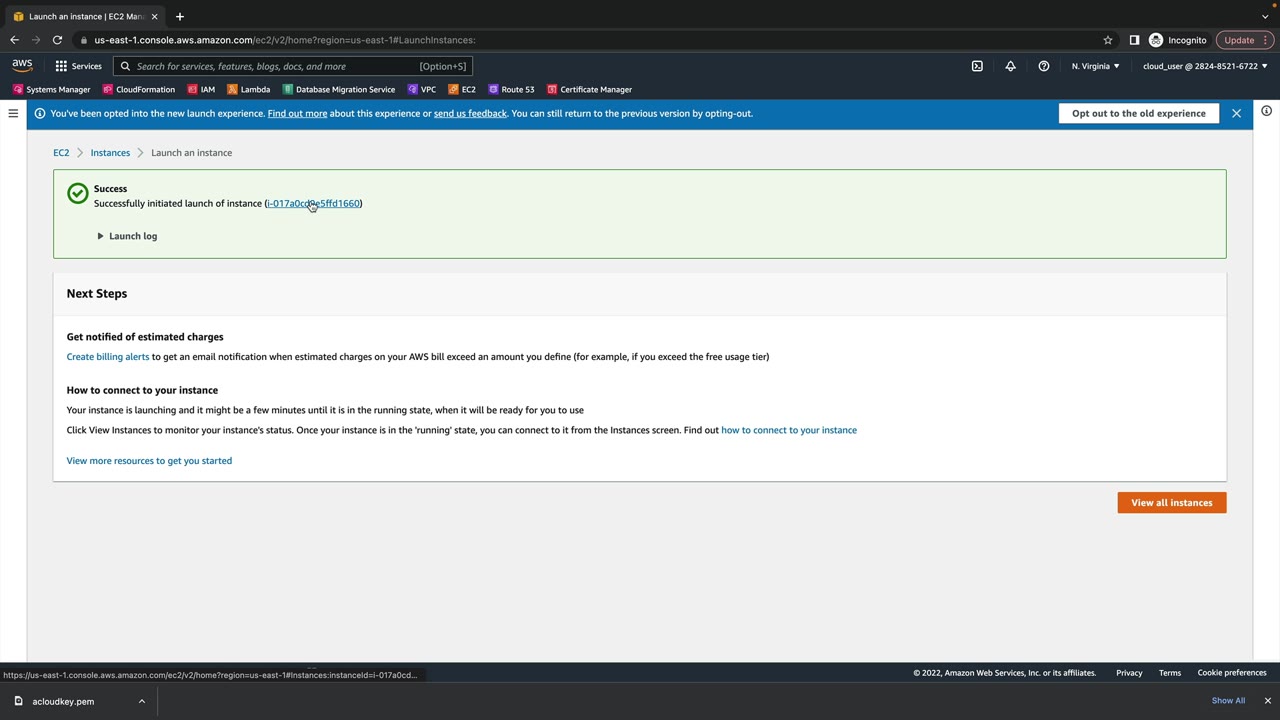 Launch an instance | EC2 Man
us-east-1.console.aws.amazon.com/ec2/v2/home?region=us-east-1#LaunchInstances:
Incognito
Update
aws
Services
Search for services, features, blogs, docs, and more
[Option+S]
N. Virginia
cloud_user @ 2824-8521-6722
Systems Manager
CloudFormation
IAM
Lambda
Database Migration Service
VPC
EC2
Route 53
Certificate Manager
You've been opted into the new launch experience. Find out more about this experience or send us feedback. You can still return to the previous version by opting-out.
Opt out to the old experience
EC2
Instances
Launch an instance
Success
Successfully initiated launch of instance
Launch log
Next Steps
Get notified of estimated charges
Create billing alerts to get an email notification when estimated charges on your AWS bill exceed an amount you define (for example, if you exceed the free usage tier)
How to connect to your instance
Your instance is launching and it might be a few minutes until it is in the running state, when it will be ready for you to use
Click View Instances to monitor your instance's status. Once your instance is in the 'running' state, you can connect to it from the Instances screen. Find out how to connect to your instance
View more resources to get you started
View all instances
https://us-east-1.console.aws.amazon.com/ec2/v2/home?region=us-east-1#Instances:instanceId=i-017a0cd...
© 2022, Amazon Web Services, Inc. or its affiliates.
Privacy
Terms
Cookie preferences
acloudkey.pem
Show All